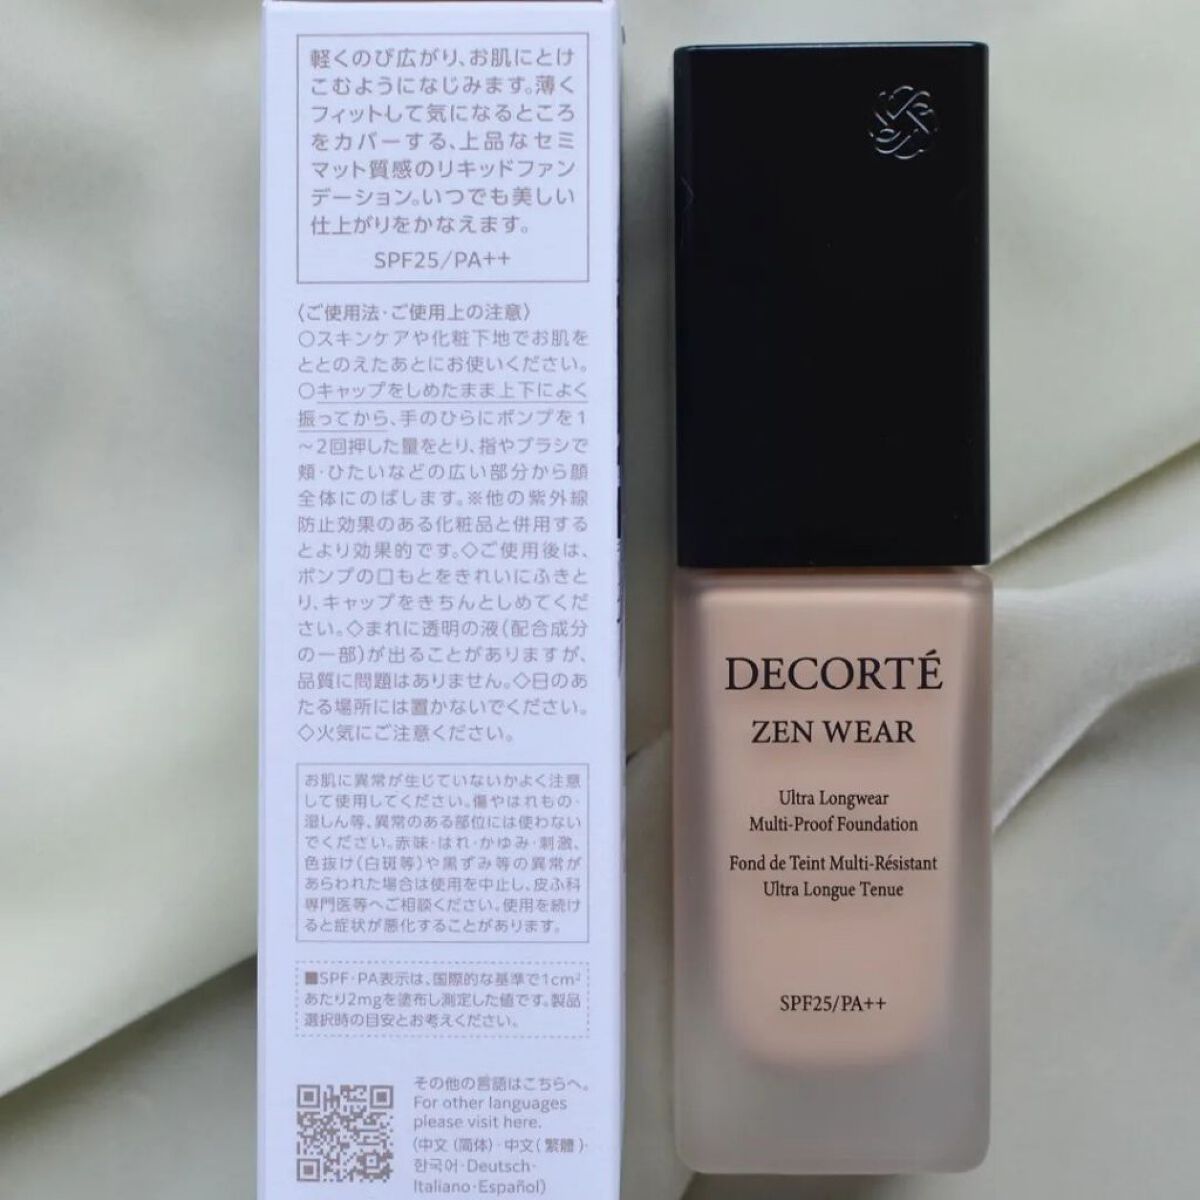 軽くのび広がり、お肌にとけ
こむようになじみます。薄く
フィットして気になるところ
をカバーする、上品なセミ
マット質感のリキッドファン
デーション。いつでも美しい
仕上がりをかなえます。
SPF25/PA++
〈ご使用法・ご使用上の注意〉
○スキンケアや化粧下地でお肌を
ととのえたあとにお使いください。
○キャップをしめたまま上下によく
振ってから、手のひらにポンプを1
～2回押した量をとり、指やブラシで
頬・ひたいなどの広い部分から顔
全体にのばします。※他の紫外線
防止効果のある化粧品と併用する
とより効果的です。◇ご使用後は、
ポンプの口もとをきれいにふきと
り、キャップをきちんとしめてくだ
さい。◇まれに透明の液(配合成分
の一部)が出ることがありますが、
品質に問題はありません。◇日のあ
たる場所には置かないでください。
◇火気にご注意ください。
お肌に異常が生じていないかよく注意
して使用してください。傷やはれもの・
湿しん等、異常のある部位には使わない
でください。赤味・はれ・かゆみ・刺激、
色抜け(白斑等)や黒ずみ等の異常が
あらわれた場合は使用を中止し、皮ふ科
専門医等へご相談ください。使用を続け
ると症状が悪化することがあります。
■SPF・PA表示は、国際的な基準で1cm²
あたり2mgを塗布し測定した値です。製品
選択時の目安とお考えください。
その他の言語はこちらへ。
For other languages
please visit here.
(中文(简体)・中文(繁體)・
한국어・Deutsch・
Italiano・Español)
DECORTÉ
ZEN WEAR
Ultra Longwear
Multi-Proof Foundation
Fond de Teint Multi-Résistant
Ultra Longue Tenue
SPF25/PA++